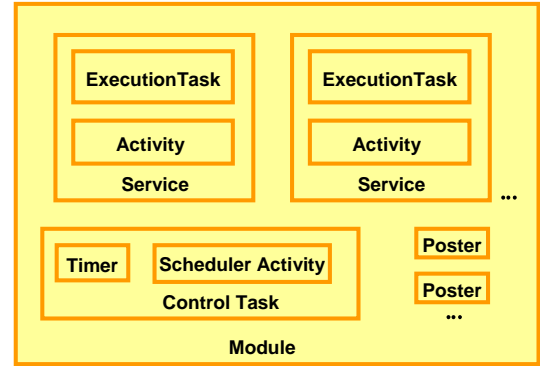 ExecutionTask
Activity
Service
ExecutionTask
Activity
Service
...
Timer
Scheduler Activity
Control Task
Poster
Poster
...
Module